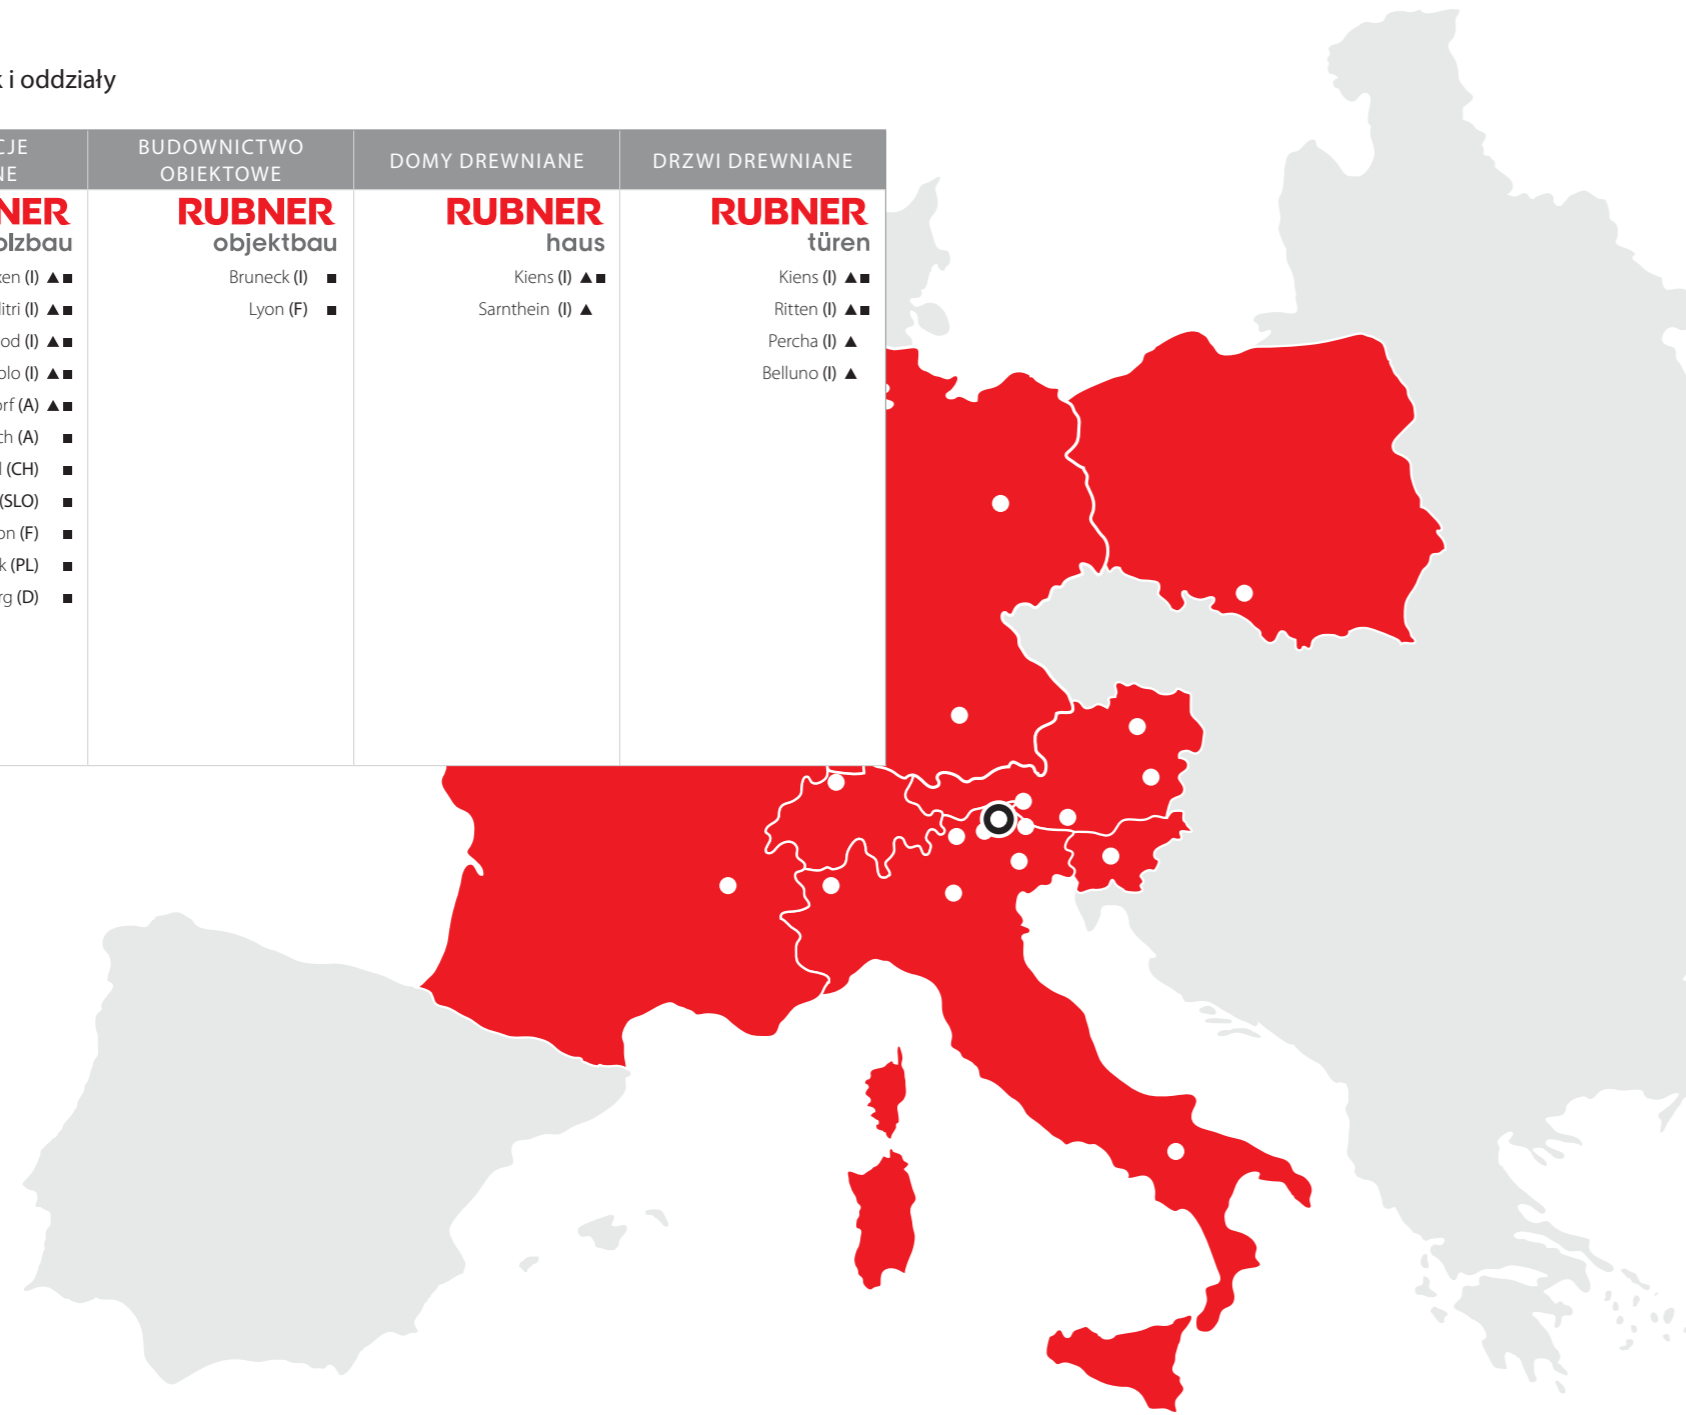 i oddziały
BUDOWNICTWO
OBIEKTOWE
DOMY DREWNIANE
DRZWI DREWNIANE
RUBNER
objektbau
Bruneck (I) ■
Lyon (F) ■
RUBNER
haus
Kiens (I) ▲■
Sarnthein (I) ▲
RUBNER
türen
Kiens (I) ▲■
Ritten (I) ▲■
Percha (I) ▲
Belluno (I) ▲
(I) ▲■
(I) ▲■
(I) ▲■
(I) ▲■
(A) ▲■
(A) ■
(CH) ■
(SLO) ■
(F) ■
(PL) ■
(D) ■